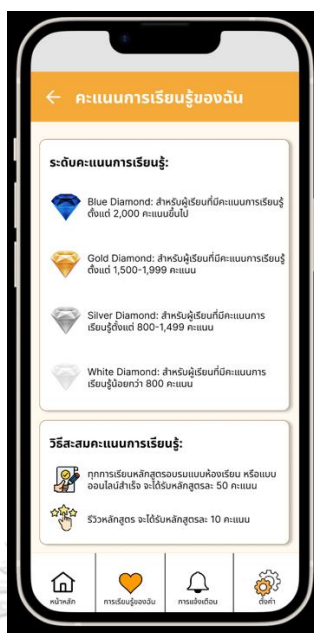 คะแนนการเรียนรู้ของฉัน
ระดับคะแนนการเรียนรู้:
Blue Diamond: สำหรับผู้เรียนที่มีคะแนนการเรียนรู้
ตั้งแต่ 2,000 คะแนนขึ้นไป
Gold Diamond: สำหรับผู้เรียนที่มีคะแนนการเรียนรู้
ตั้งแต่ 1,500-1,999 คะแนน
Silver Diamond: สำหรับผู้เรียนที่มีคะแนนการ
เรียนรู้ตั้งแต่ 800-1,499 คะแนน
White Diamond: สำหรับผู้เรียนที่มีคะแนนการ
เรียนรู้น้อยกว่า 800 คะแนน
วิธีสะสมคะแนนการเรียนรู้:
ทุกการเรียนหลักสูตรอบรมแบบห้องเรียน หรือแบบ
ออนไลน์สำเร็จ จะได้รับหลักสูตรละ 50 คะแนน
รีวิวหลักสูตร จะได้รับหลักสูตรละ 10 คะแนน
หน้าหลัก
การเรียนรู้ของฉัน
การแจ้งเตือน
ตั้งค่า